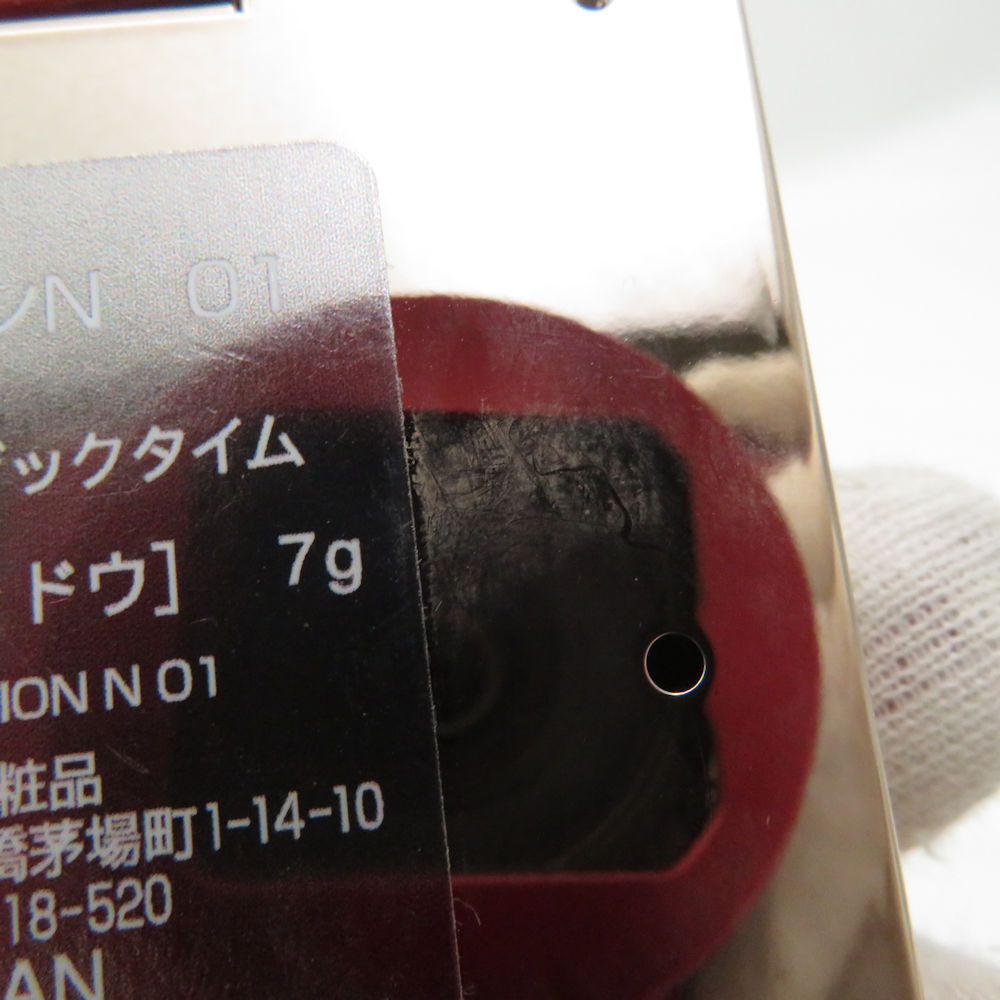 ンN 01
ックタイム
ドウ] 7g
ION N 01
粧品
茅場町1-14-10
18-520
AN